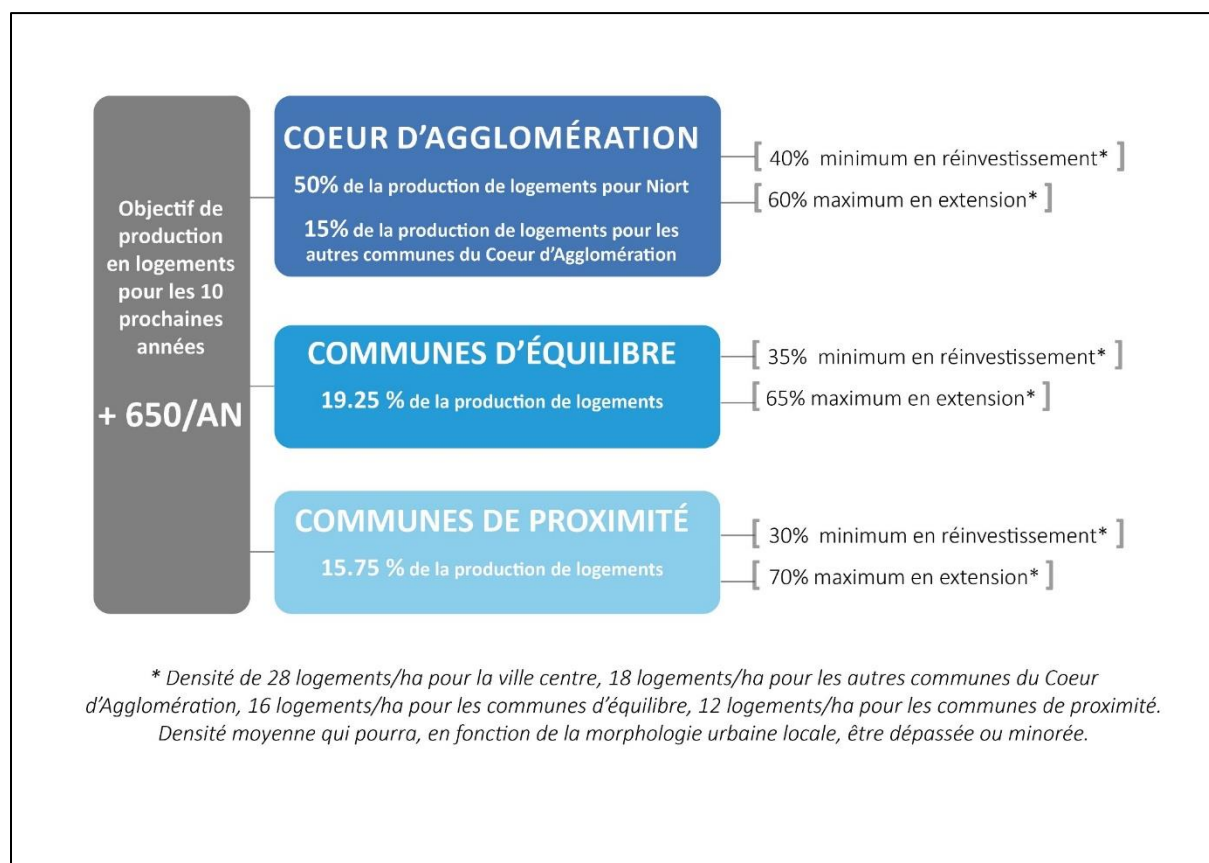 Objectif de
production
en logements
pour les 10
prochaines
années
+ 650/AN
COEUR D'AGGLOMÉRATION
50% de la production de logements pour Niort
15% de la production de logements pour les
autres communes du Coeur d'Agglomération
[ 40% minimum en réinvestissement* ]
[ 60% maximum en extension* ]
COMMUNES D'ÉQUILIBRE
19.25 % de la production de logements
[ 35% minimum en réinvestissement* ]
[ 65% maximum en extension* ]
COMMUNES DE PROXIMITÉ
15.75 % de la production de logements
[ 30% minimum en réinvestissement* ]
[ 70% maximum en extension* ]
* Densité de 28 logements/ha pour la ville centre, 18 logements/ha pour les autres communes du Coeur
d'Agglomération, 16 logements/ha pour les communes d'équilibre, 12 logements/ha pour les communes de proximité.
Densité moyenne qui pourra, en fonction de la morphologie urbaine locale, être dépassée ou minorée.